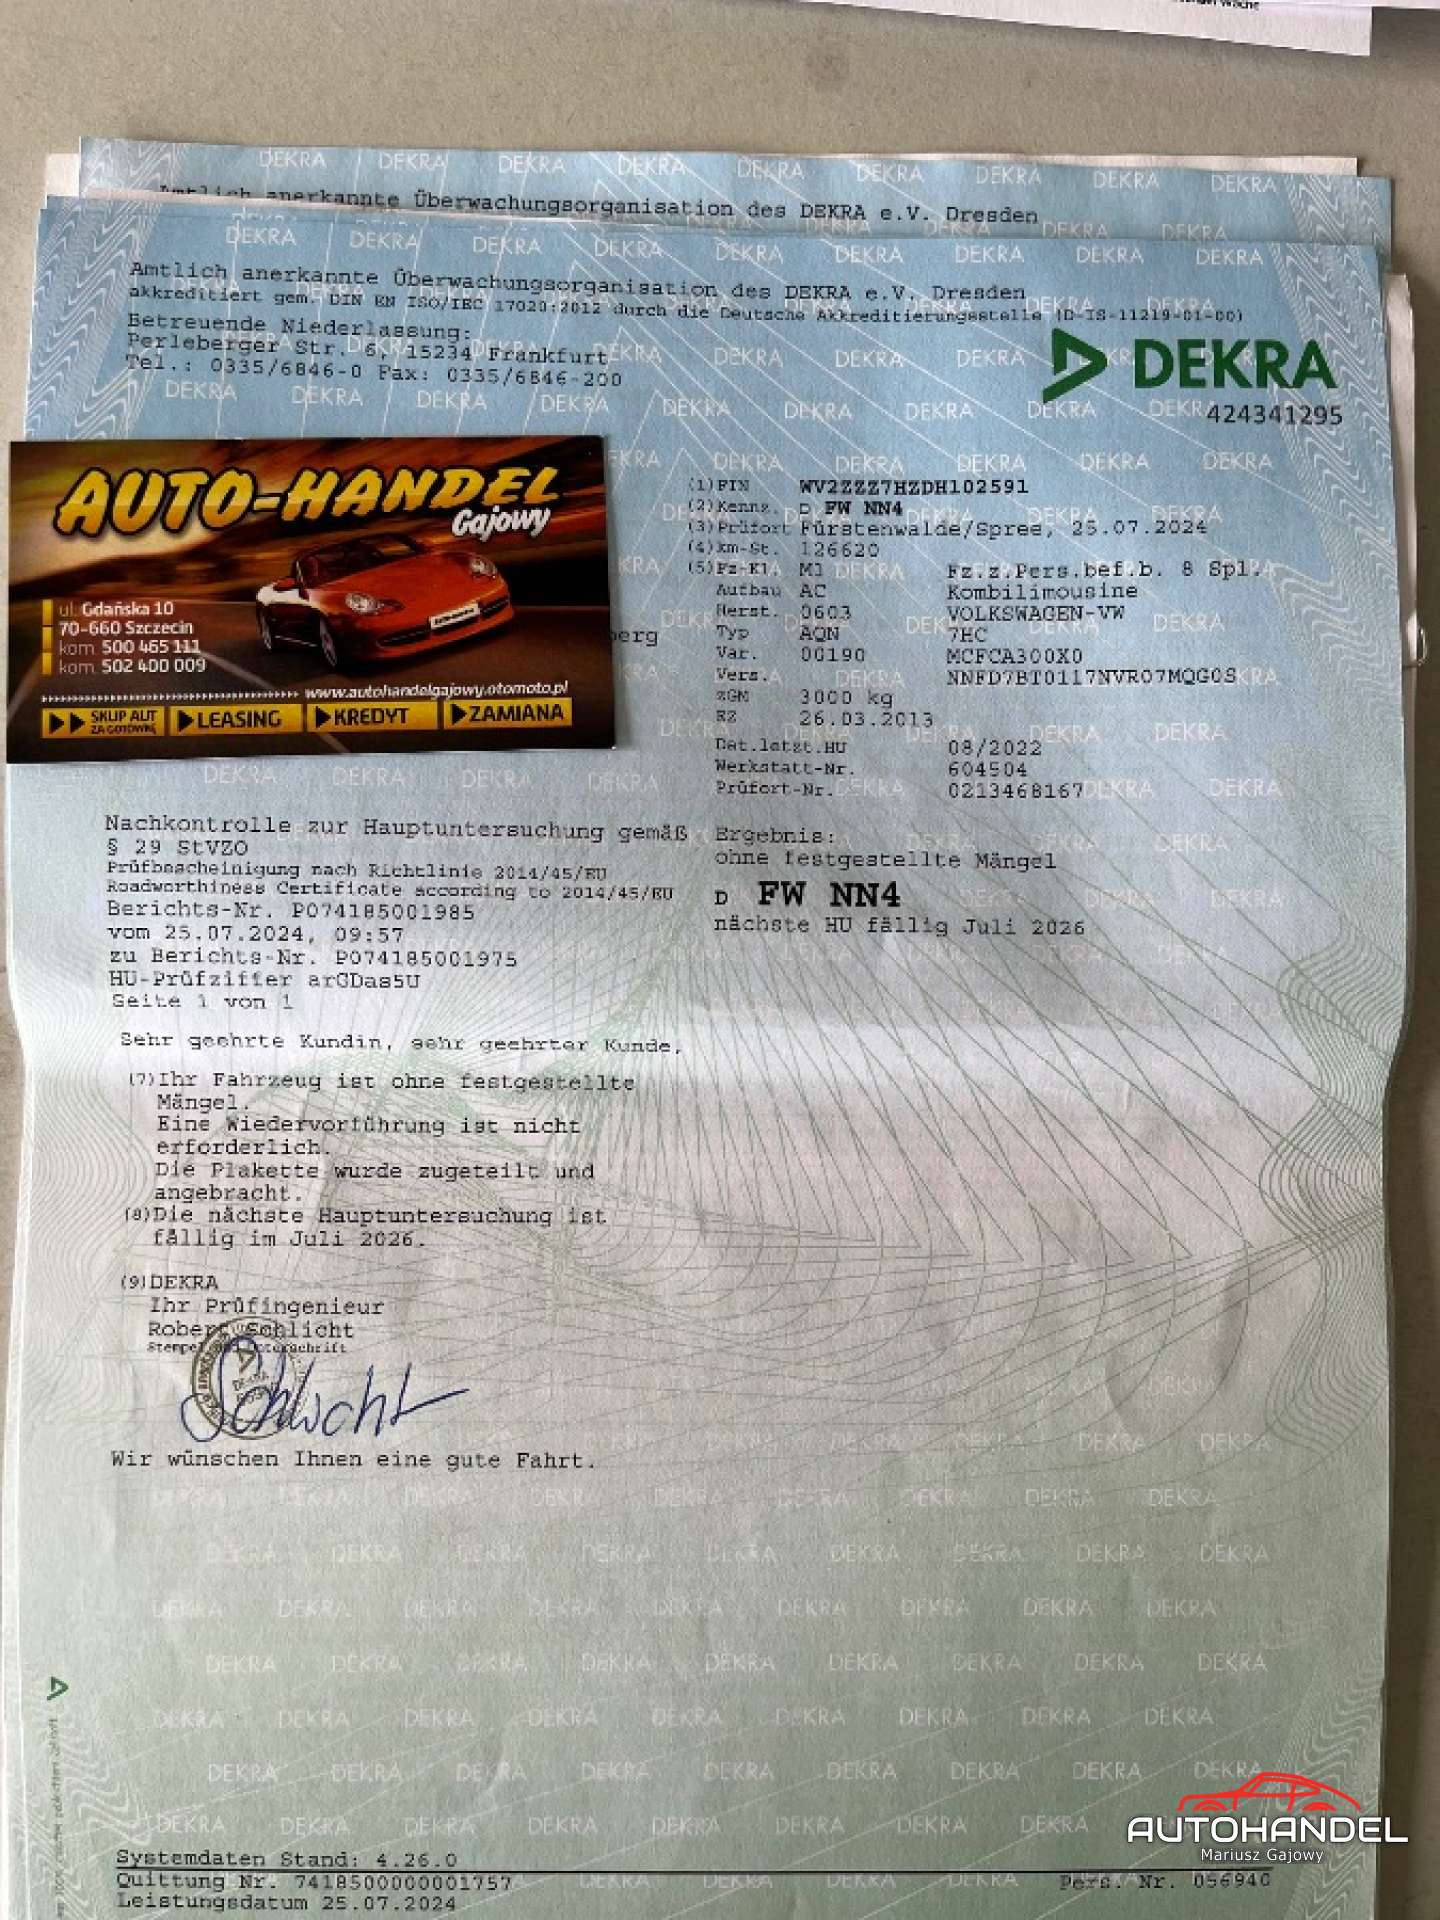 Amtlich anerkannte Überwachungsorganisation des DEKRA e.V. Dresden
Amtlich anerkannte Überwachungsorganisation des DEKRA e.V. Dresden
akkreditiert gem. DIN EN ISO/IEC 17020:2012 durch die Deutsche Akkreditierungsstelle (D-IS-11219-01-00)
Betreuende Niederlassung:
Perleberger Str. 6, 15234 Frankfurt
Tel.: 0335/6846-0 Fax: 0335/6846-200
DEKRA
424341295
AUTO-HANDEL
Gajowy
ul. Gdańska 10
70-660 Szczecin
kom. 500 465 111
kom. 502 400 009
www.autohandelgajowy.otomoto.pl
SKUP AUT
ZA GOTÓWKĘ
LEASING
KREDYT
ZAMIANA
berg
(1)FIN WV2ZZZ7HZDH102591
(2)Kennz. D FW NN4
(3)Prüfort Fürstenwalde/Spree, 25.07.2024
(4)km-St. 126620
(5)Fz-Kl. M1 Fz.z.Pers.bef.b. 8 Spl.
Aufbau AC Kombilimousine
Herst. 0603 VOLKSWAGEN-VW
Typ AQN 7HC
Var. 00190 MCFCA300X0
Vers. NNFD7BT0117NVR07MQG0S
zGM 3000 kg
EZ 26.03.2013
Dat.letzt.HU 08/2022
Werkstatt-Nr. 604504
Prüfort-Nr. 0213468167
Nachkontrolle zur Hauptuntersuchung gemäß
§ 29 StVZO
Prüfbescheinigung nach Richtlinie 2014/45/EU
Roadworthiness Certificate according to 2014/45/EU
Berichts-Nr. P074185001985
vom 25.07.2024, 09:57
zu Berichts-Nr. P074185001975
HU-Prüfziffer arGDas5U
Seite 1 von 1
Ergebnis:
ohne festgestellte Mängel
D FW NN4
nächste HU fällig Juli 2026
Sehr geehrte Kundin, sehr geehrter Kunde,
(7)Ihr Fahrzeug ist ohne festgestellte
Mängel.
Eine Wiedervorführung ist nicht
erforderlich.
Die Plakette wurde zugeteilt und
angebracht.
(8)Die nächste Hauptuntersuchung ist
fällig im Juli 2026.
(9)DEKRA
Ihr Prüfingenieur
Robert Schlicht
Stempel und Unterschrift
Schlicht
Wir wünschen Ihnen eine gute Fahrt.
Systemdaten Stand: 4.26.0
Quittung Nr. 7418500000001757 Pers. Nr. 056940
Leistungsdatum 25.07.2024
AUTOHANDEL
Mariusz Gajowy